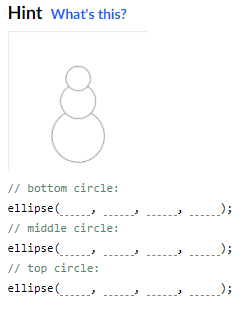 Hint What's this?
// bottom circle:
ellipse(_____, _____, _____, _____);
// middle circle:
ellipse(_____, _____, _____, _____);
// top circle:
ellipse(_____, _____, _____, _____);